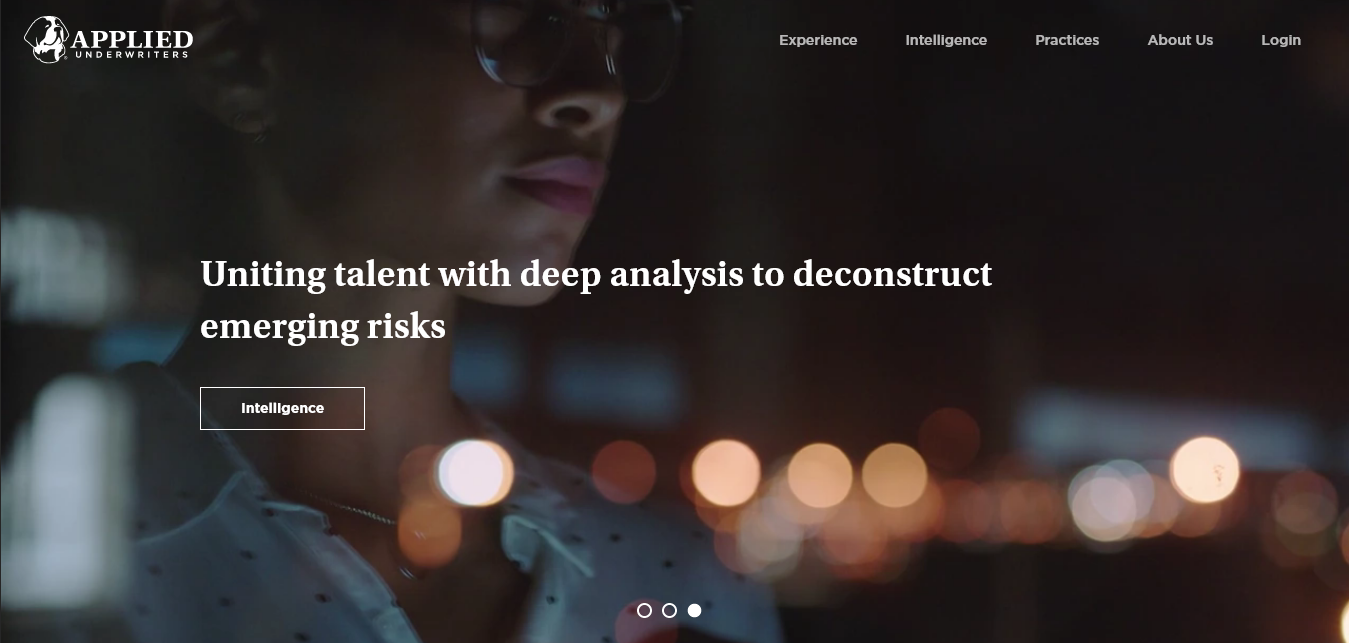 APPLIED
UNDERWRITERS
Experience
Intelligence
Practices
About Us
Login
Uniting talent with deep analysis to deconstruct
emerging risks
Intelligence